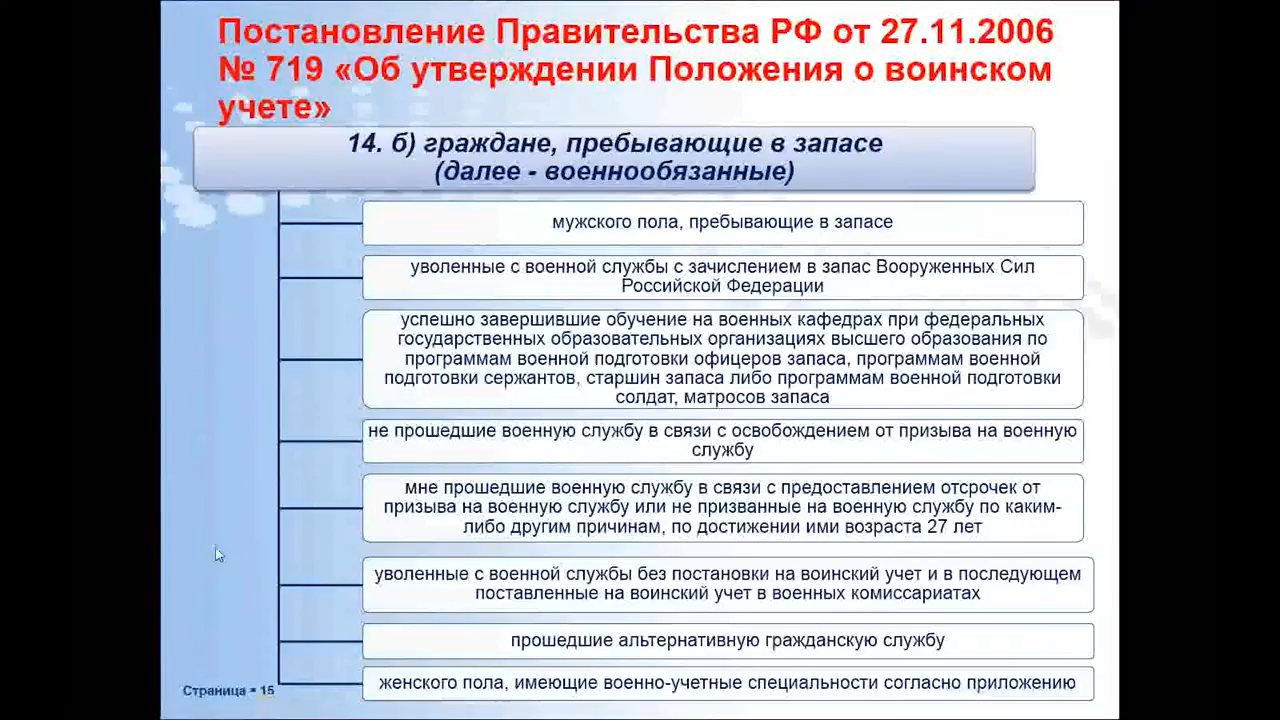 Постановление Правительства РФ от 27.11.2006
№ 719 «Об утверждении Положения о воинском
учете»
14. б) граждане, пребывающие в запасе
(далее - военнообязанные)
мужского пола, пребывающие в запасе
уволенные с военной службы с зачислением в запас Вооруженных Сил
Российской Федерации
успешно завершившие обучение на военных кафедрах при федеральных
государственных образовательных организациях высшего образования по
программам военной подготовки офицеров запаса, программам военной
подготовки сержантов, старшин запаса либо программам военной подготовки
солдат, матросов запаса
не прошедшие военную службу в связи с освобождением от призыва на военную
службу
мне прошедшие военную службу в связи с предоставлением отсрочек от
призыва на военную службу или не призванные на военную службу по каким-
либо другим причинам, по достижении ими возраста 27 лет
уволенные с военной службы без постановки на воинский учет и в последующем
поставленные на воинский учет в военных комиссариатах
прошедшие альтернативную гражданскую службу
женского пола, имеющие военно-учетные специальности согласно приложению
Страница ▪ 15